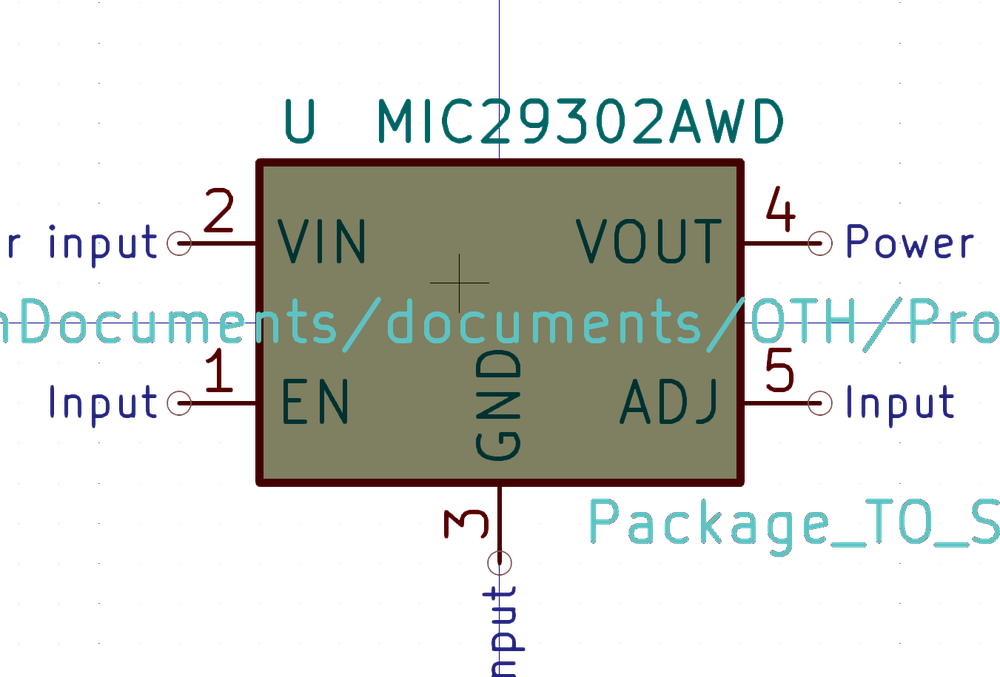 U MIC29302AWD
2 4
r input VIN VOUT Power
nDocuments/documents/OTH/Pro
1 5
Input EN GND ADJ Input
3 Package_TO_S
nput